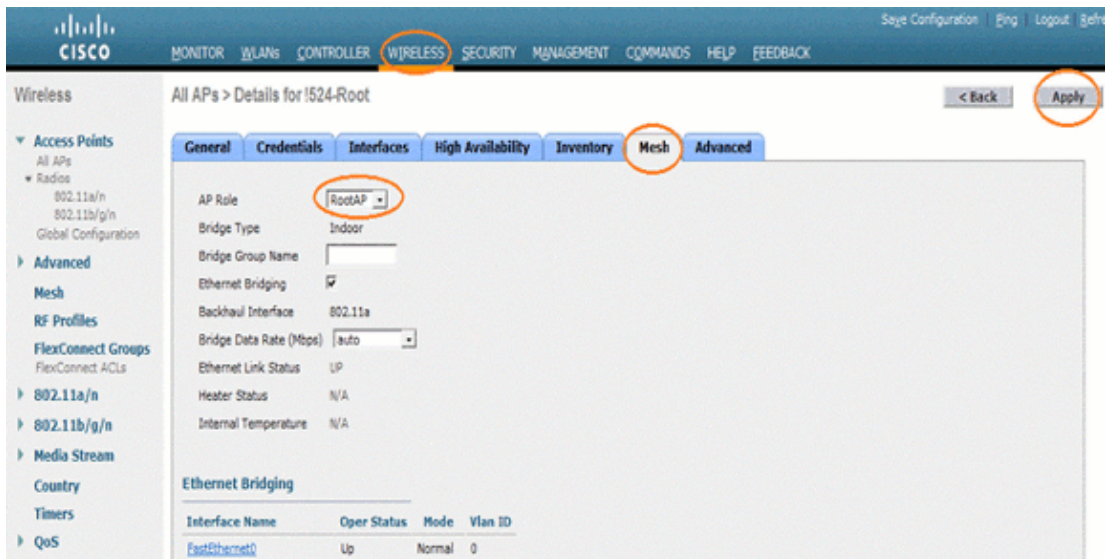 Save Configuration Ping Logout Refre
CISCO
MONITOR WLANs CONTROLLER WIRELESS SECURITY MANAGEMENT COMMANDS HELP FEEDBACK
Wireless
All APs > Details for !524-Root
< Back Apply
Access Points
All APs
Radios
802.11a/n
802.11b/g/n
Global Configuration
Advanced
Mesh
RF Profiles
FlexConnect Groups
FlexConnect ACLs
802.11a/n
802.11b/g/n
Media Stream
Country
Timers
QoS
General Credentials Interfaces High Availability Inventory Mesh Advanced
AP Role RootAP
Bridge Type Indoor
Bridge Group Name
Ethernet Bridging
Backhaul Interface 802.11a
Bridge Data Rate (Mbps) auto
Ethernet Link Status UP
Heater Status N/A
Internal Temperature N/A
Ethernet Bridging
Interface Name Oper Status Mode Vlan ID
FastEthernet0 Up Normal 0